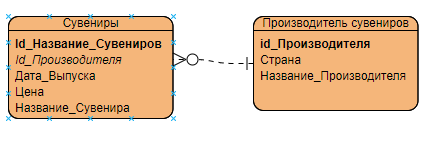 Сувениры
Id_Название_Сувениров
Id_Производителя
Дата_Выпуска
Цена
Название_Сувенира
Производитель сувениров
id_Производителя
Страна
Название_Производителя